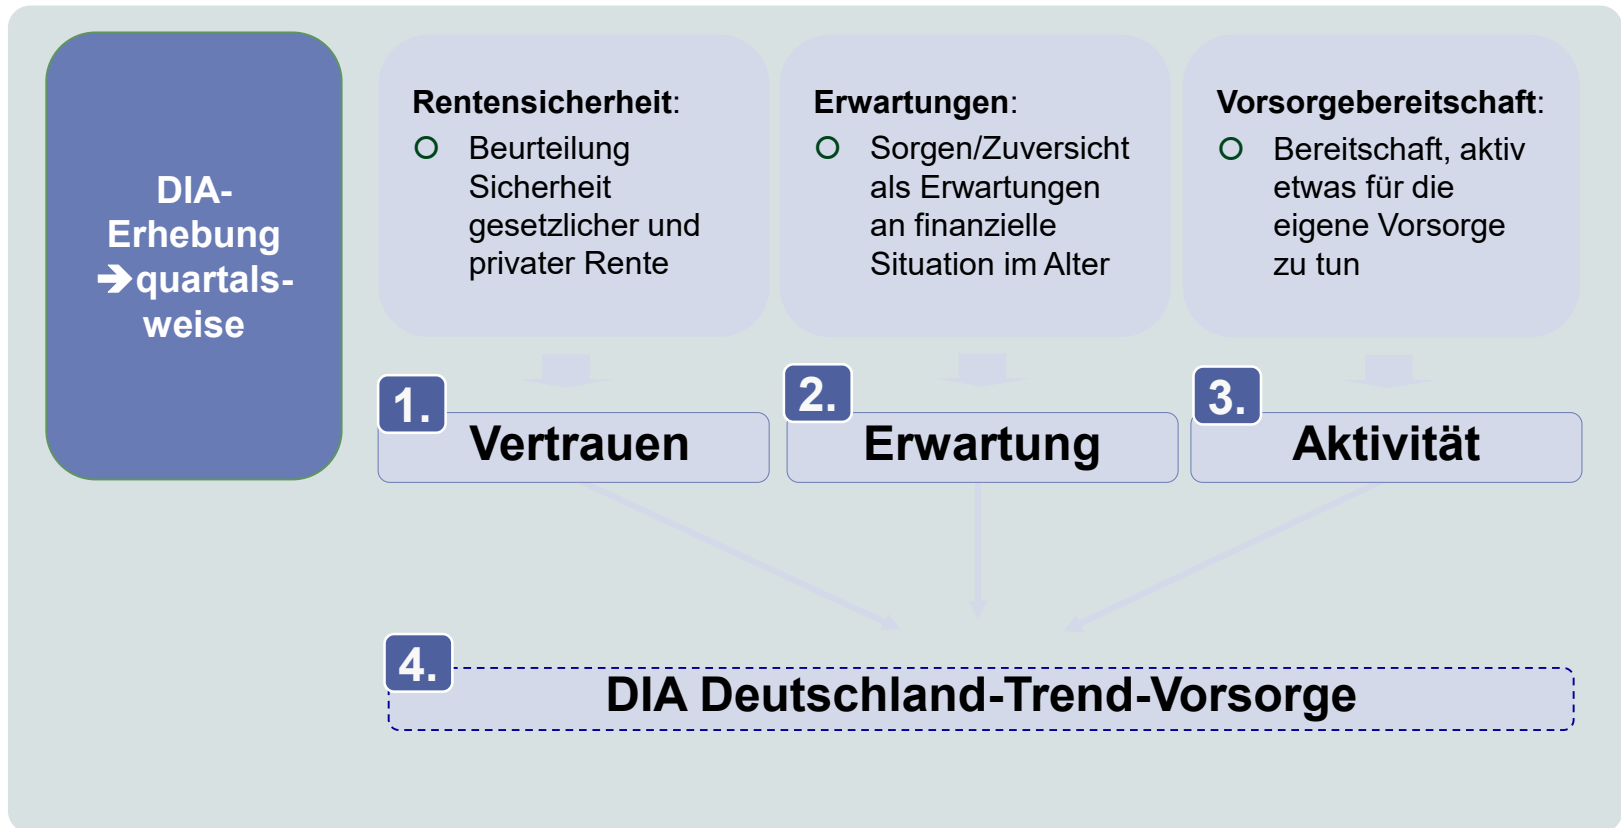 DIA-
Erhebung
➔quartals-
weise
Rentensicherheit:
Beurteilung
Sicherheit
gesetzlicher und
privater Rente
Erwartungen:
Sorgen/Zuversicht
als Erwartungen
an finanzielle
Situation im Alter
Vorsorgebereitschaft:
Bereitschaft, aktiv
etwas für die
eigene Vorsorge
zu tun
1.
Vertrauen
2.
Erwartung
3.
Aktivität
4.
DIA Deutschland-Trend-Vorsorge